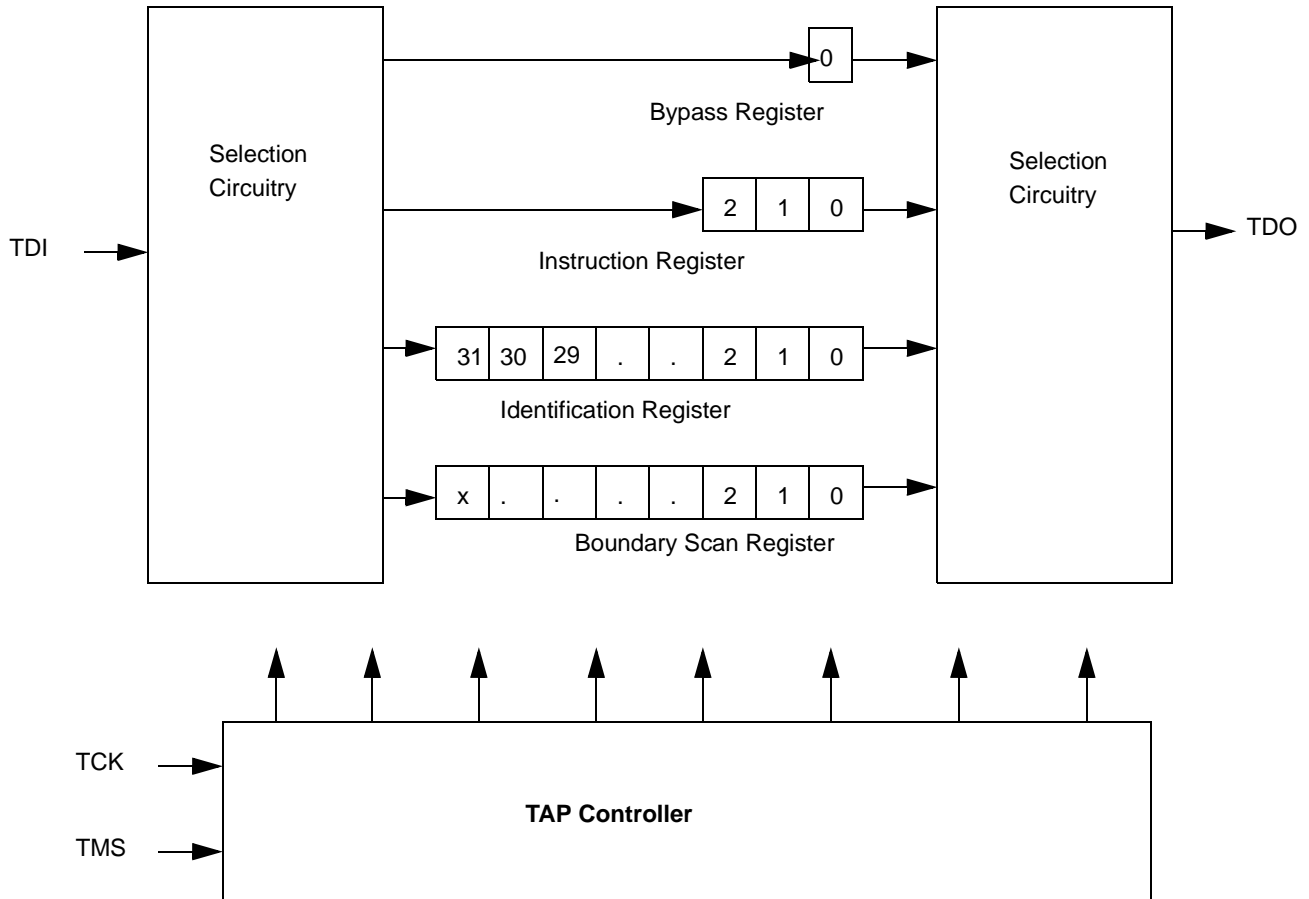 0
Bypass Register
Selection
Circuitry
Selection
Circuitry
2 1 0
TDI
TDO
Instruction Register
31 30 29 . . 2 1 0
Identification Register
x . . . . 2 1 0
Boundary Scan Register
TCK
TAP Controller
TMS